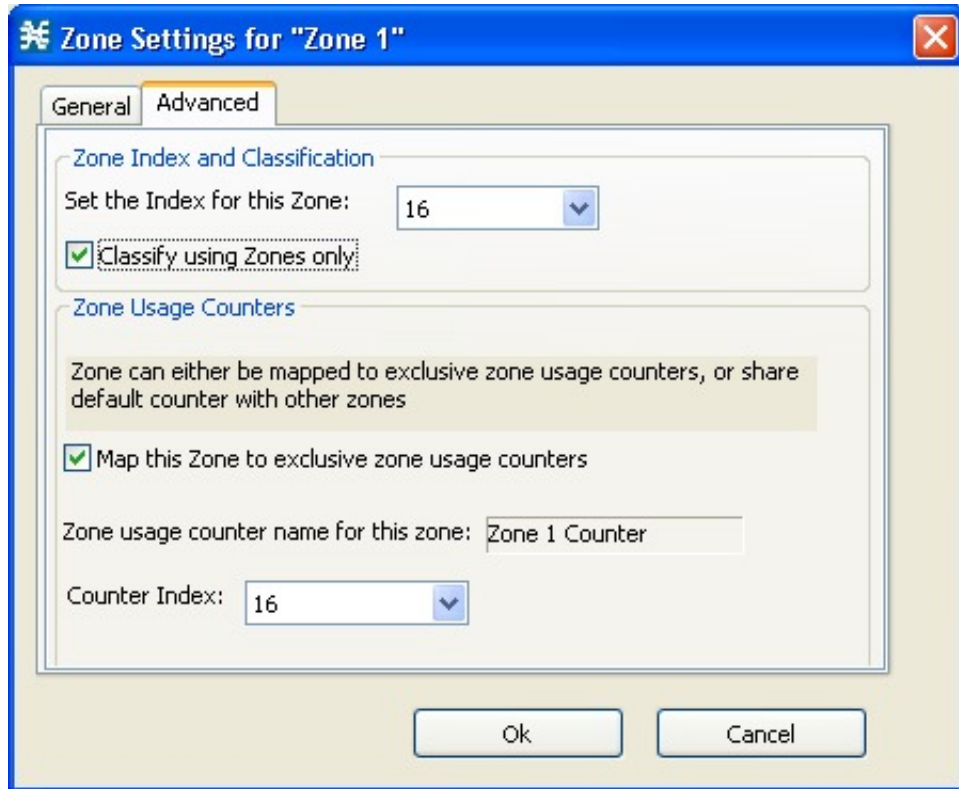 Zone Settings for "Zone 1"
General
Advanced
Zone Index and Classification
Set the Index for this Zone:
16
Classify using Zones only
Zone Usage Counters
Zone can either be mapped to exclusive zone usage counters, or share
default counter with other zones
Map this Zone to exclusive zone usage counters
Zone usage counter name for this zone:
Zone 1 Counter
Counter Index:
16
Ok
Cancel